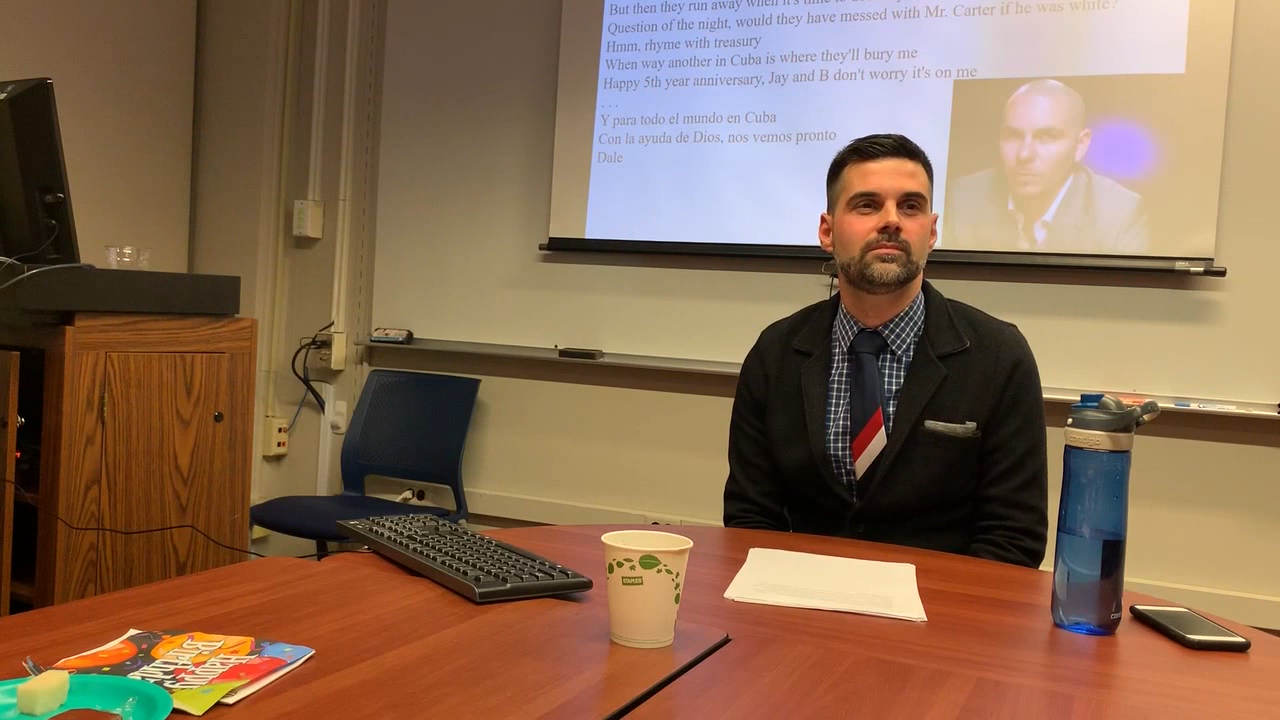 But then they run away when it's time to
Question of the night, would they have messed with Mr. Carter if he was white?
Hmm, rhyme with treasury
When way another in Cuba is where they'll bury me
Happy 5th year anniversary, Jay and B don't worry it's on me
. . .
Y para todo el mundo en Cuba
Con la ayuda de Dios, nos vemos pronto
Dale
contigo
STAPLES
Happy
Birthday